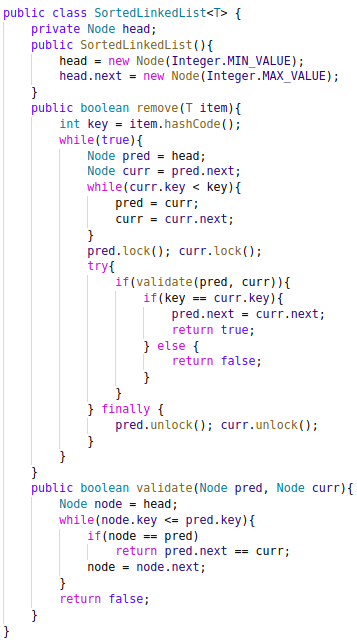 public class SortedLinkedList<T> {
    private Node head;
    public SortedLinkedList(){
        head = new Node(Integer.MIN_VALUE);
        head.next = new Node(Integer.MAX_VALUE);
    }
    public boolean remove(T item){
        int key = item.hashCode();
        while(true){
            Node pred = head;
            Node curr = pred.next;
            while(curr.key < key){
                pred = curr;
                curr = curr.next;
            }
            pred.lock(); curr.lock();
            try{
                if(validate(pred, curr)){
                    if(key == curr.key){
                        pred.next = curr.next;
                        return true;
                    } else {
                        return false;
                    }
                }
            } finally {
                pred.unlock(); curr.unlock();
            }
        }
    }
    public boolean validate(Node pred, Node curr){
        Node node = head;
        while(node.key <= pred.key){
            if(node == pred)
                return pred.next == curr;
            node = node.next;
        }
        return false;
    }
}